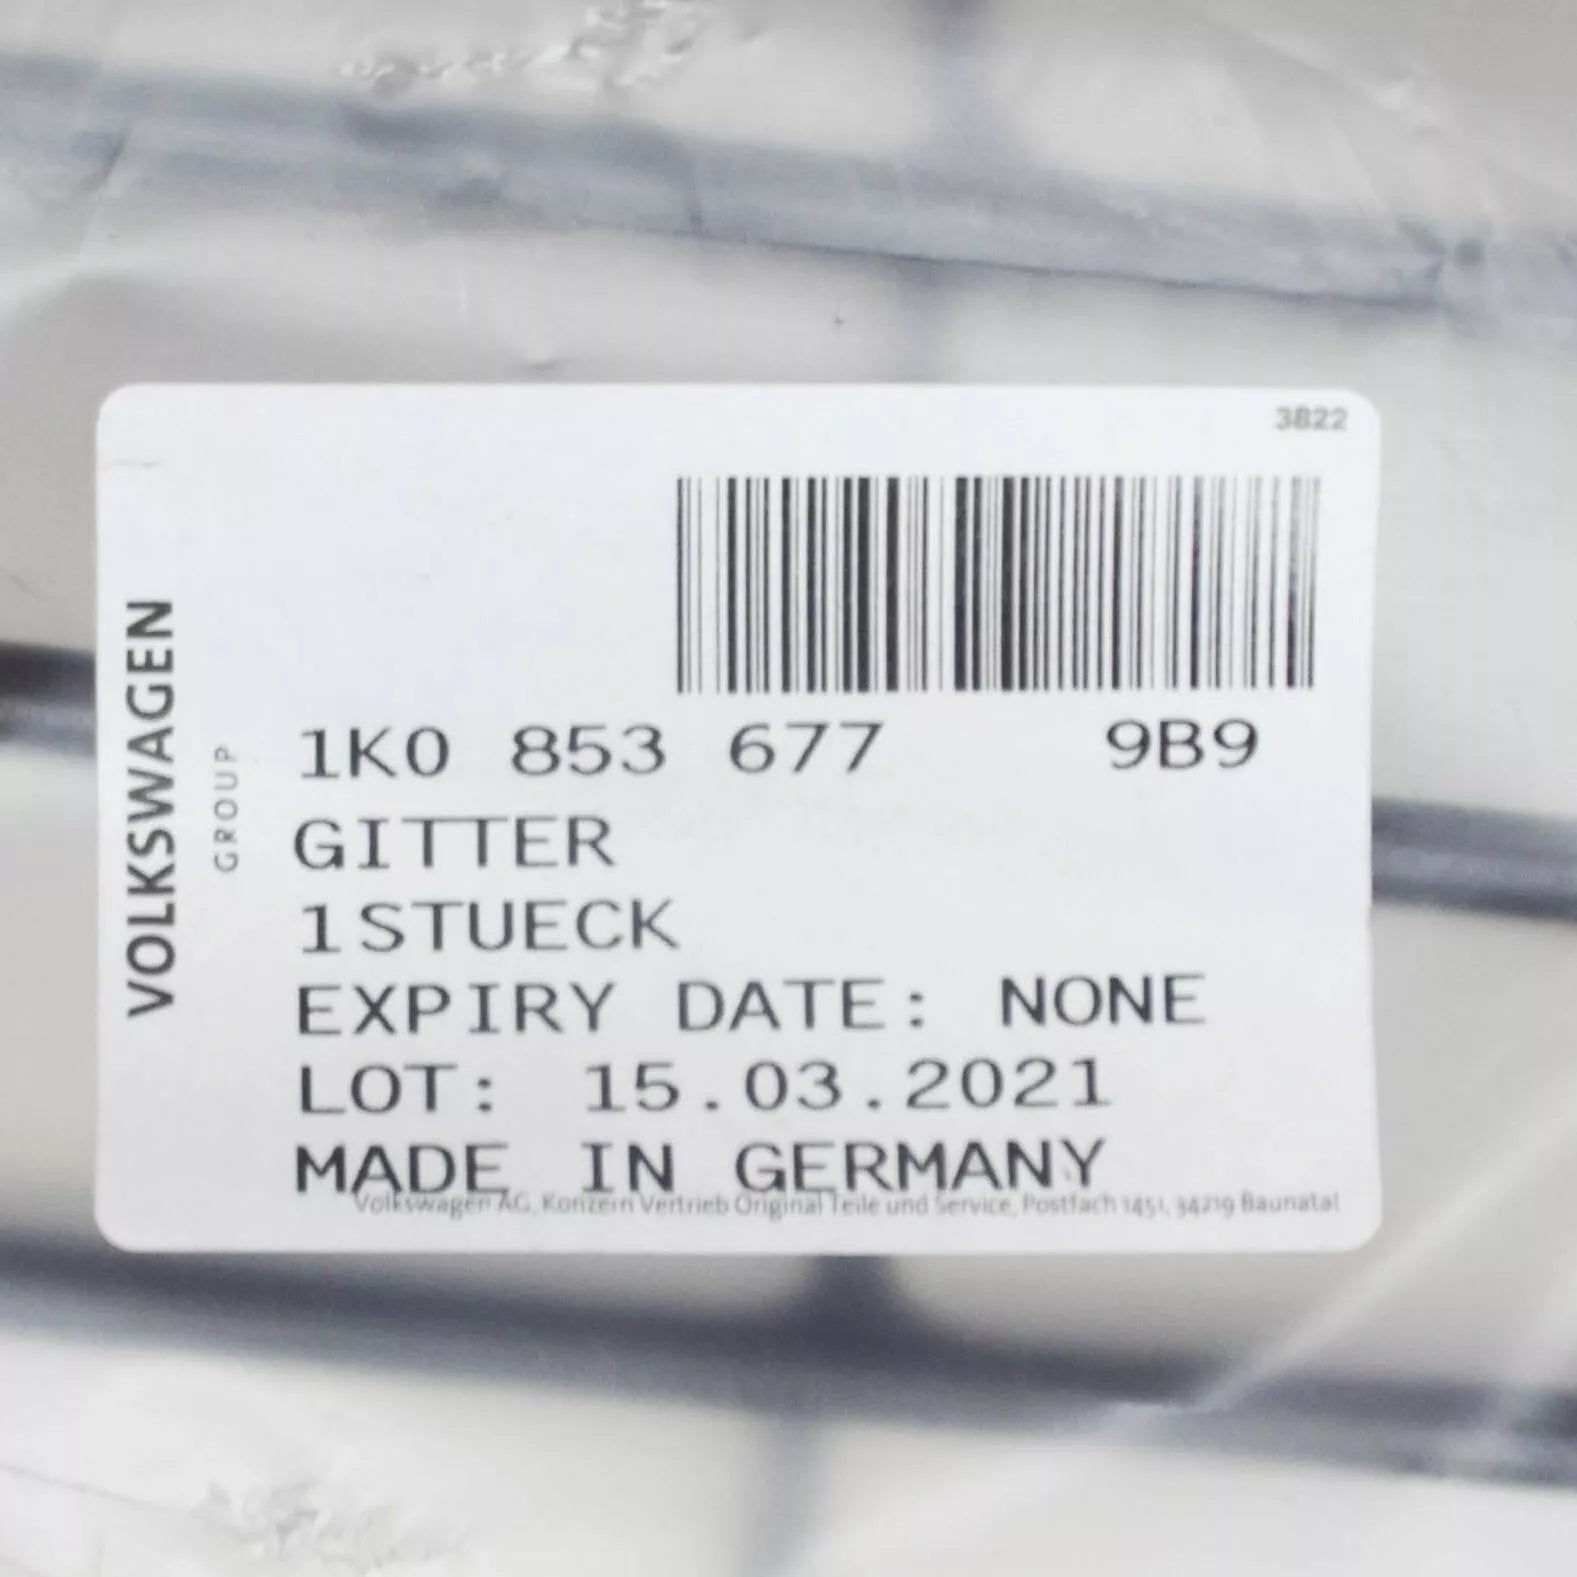 3822
VOLKSWAGEN
GROUP
1K0 853 677 9B9
GITTER
1STUECK
EXPIRY DATE: NONE
LOT: 15.03.2021
MADE IN GERMANY
Volkswagen AG, Konzern Vertrieb Original Teile und Service, Postfach 1451, 34219 Baunatal